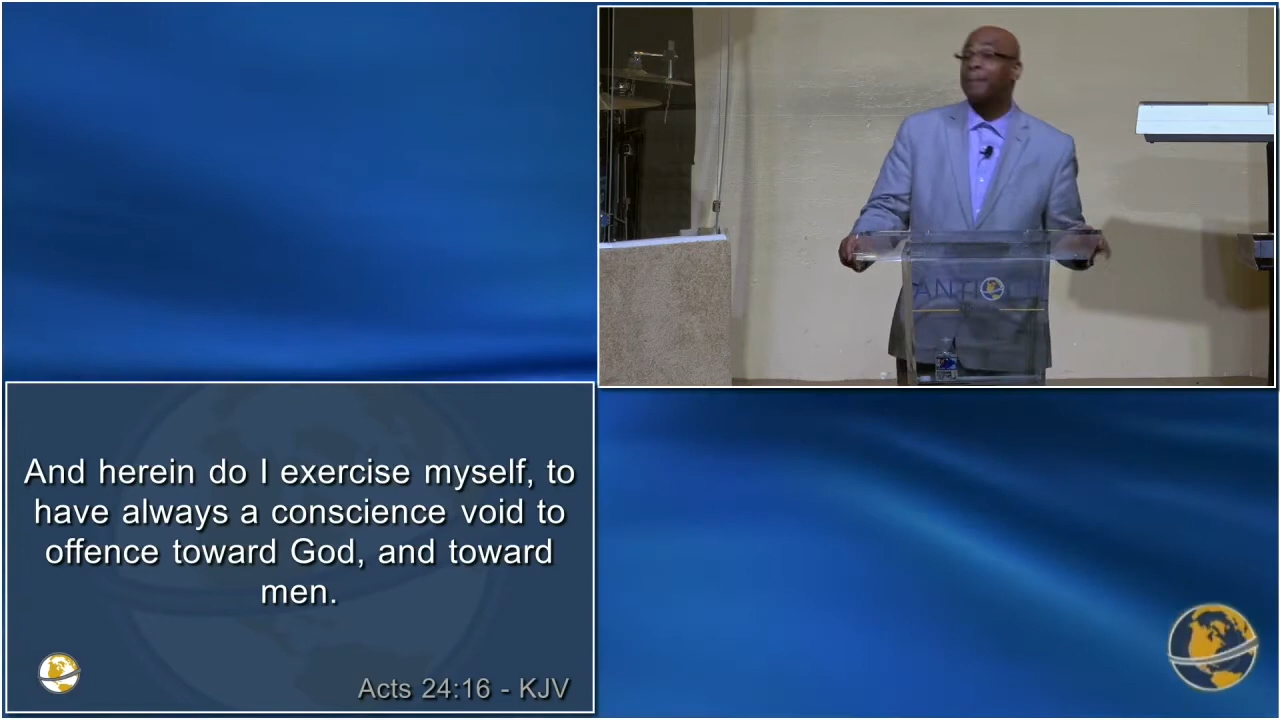 ANTIOCH
And herein do I exercise myself, to
have always a conscience void to
offence toward God, and toward
men.
Acts 24:16 - KJV